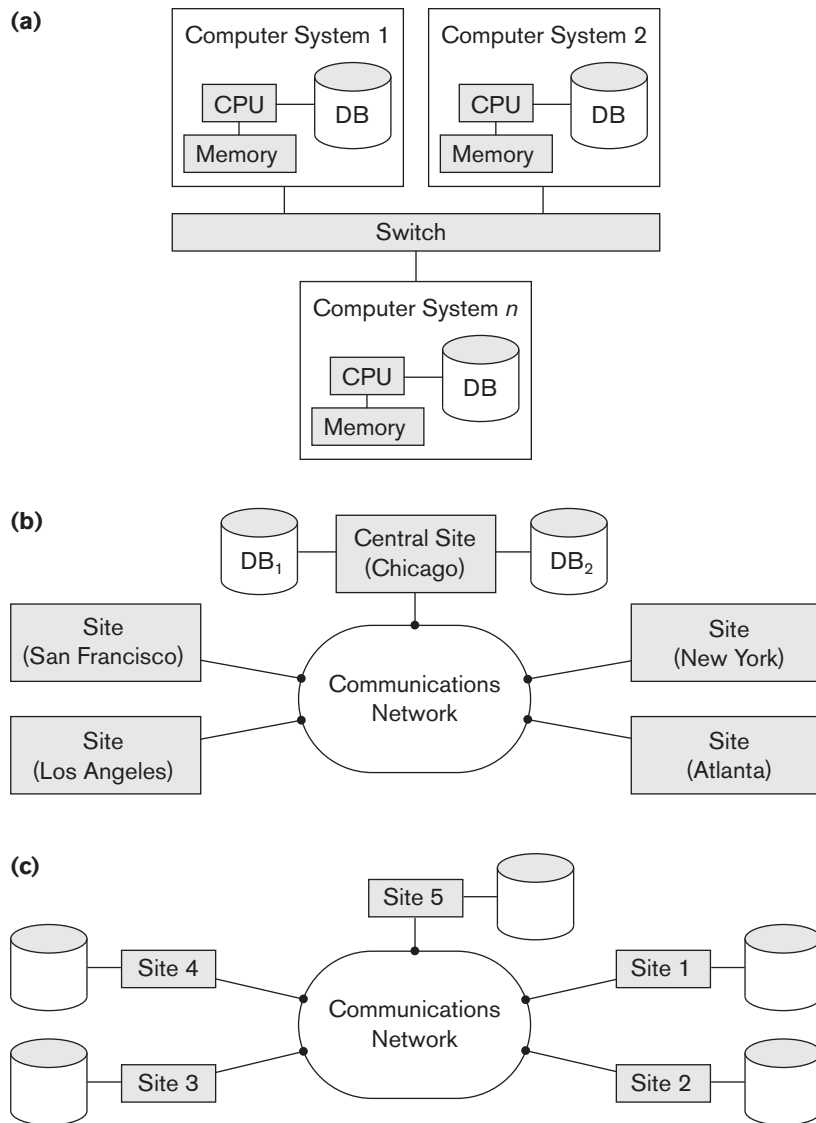 (a)
Computer System 1
CPU
DB
Memory
Computer System 2
CPU
DB
Memory
Switch
Computer System n
CPU
DB
Memory
(b)
DB₁
Central Site
(Chicago)
DB₂
Site
(San Francisco)
Site
(New York)
Communications
Network
Site
(Los Angeles)
Site
(Atlanta)
(c)
Site 5
Site 4
Site 1
Communications
Network
Site 3
Site 2